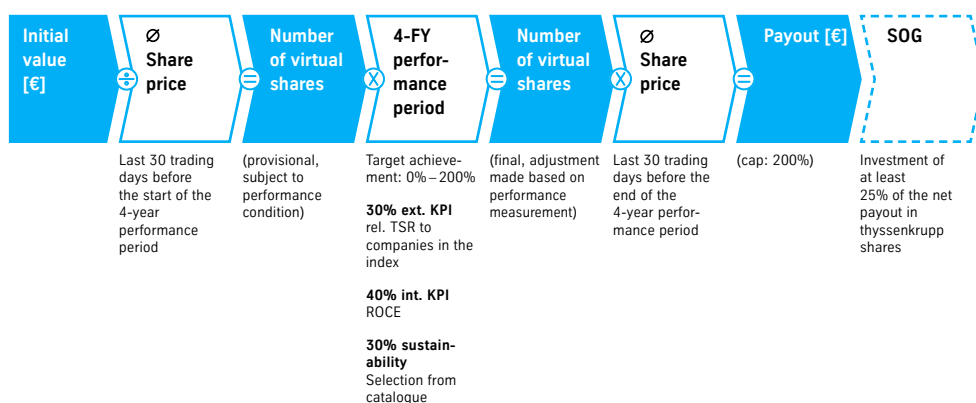 Initial
value
[€]
÷
Ø
Share
price
=
Number
of virtual
shares
×
4-FY
perfor-
mance
period
=
Number
of virtual
shares
×
Ø
Share
price
=
Payout [€]
SOG
Last 30 trading
days before
the start of the
4-year
performance
period
(provisional,
subject to
performance
condition)
Target achieve-
ment: 0% – 200%
30% ext. KPI
rel. TSR to
companies in the
index
40% int. KPI
ROCE
30% sustain-
ability
Selection from
catalogue
(final, adjustment
made based on
performance
measurement)
Last 30 trading
days before the
end of the
4-year perfor-
mance period
(cap: 200%)
Investment of
at least
25% of the net
payout in
thyssenkrupp
shares